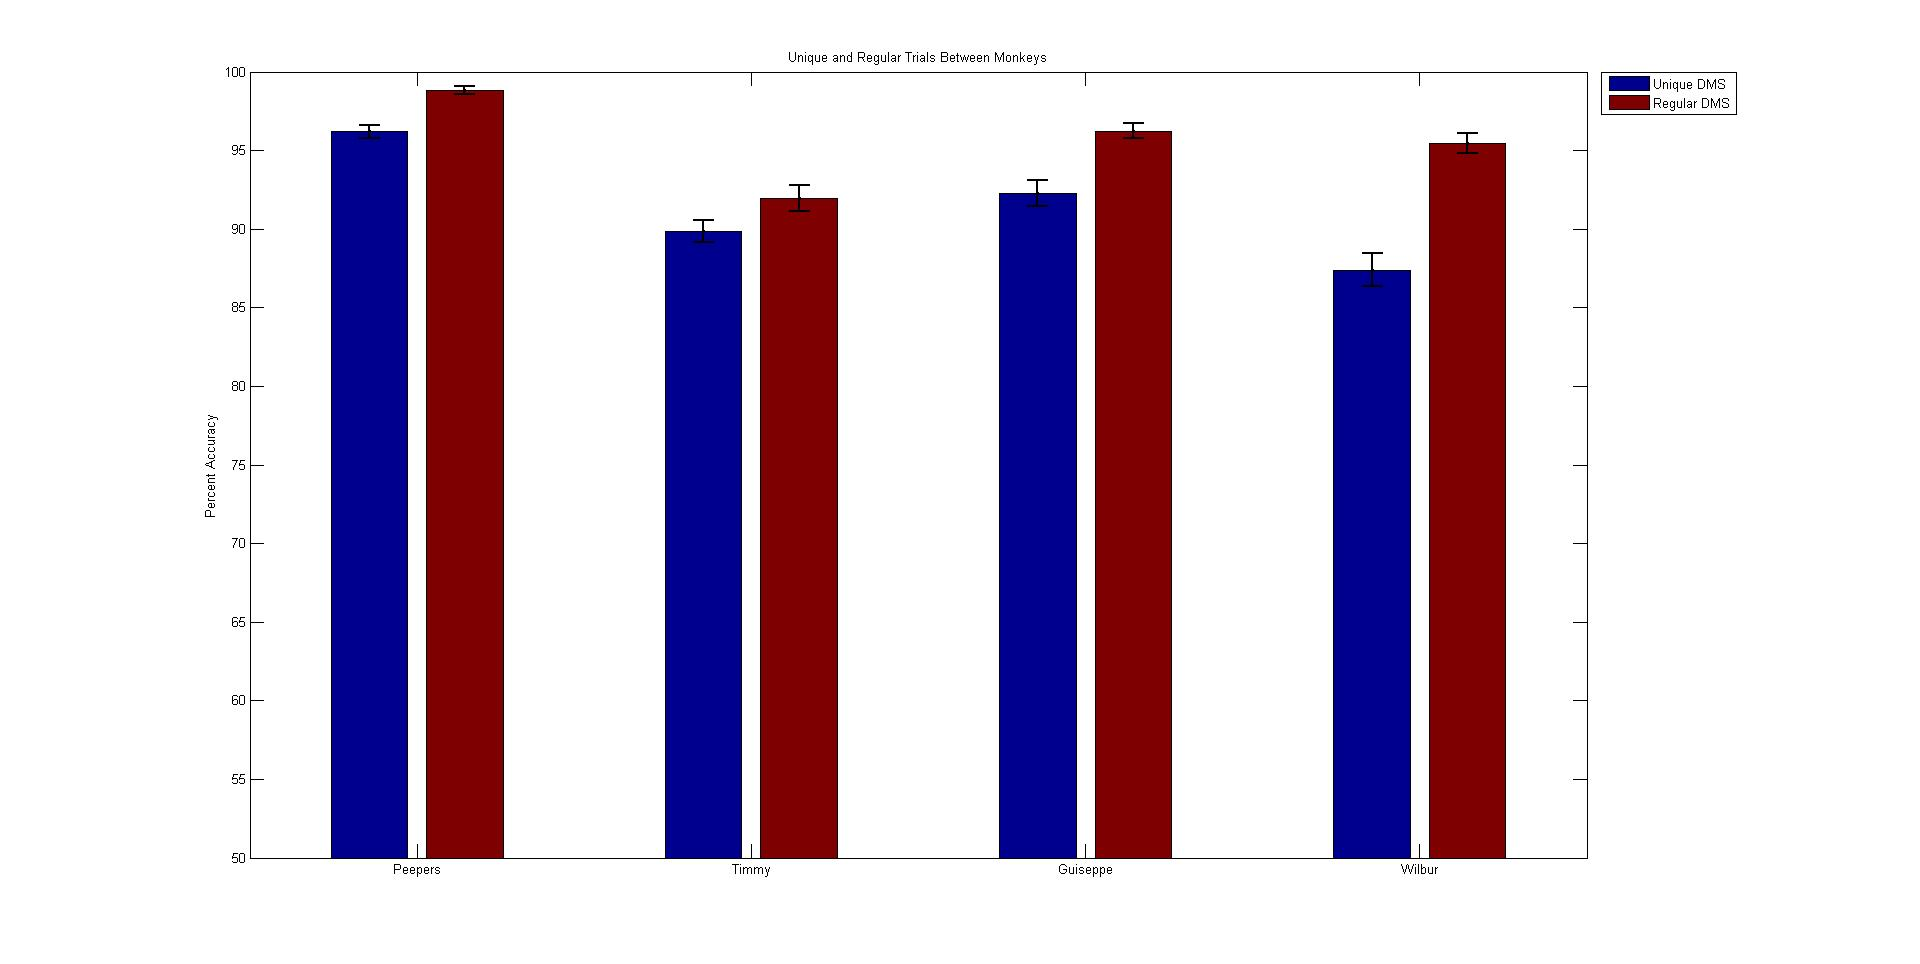 Unique and Regular Trials Between Monkeys
Unique DMS
Regular DMS
Percent Accuracy
100
95
90
85
80
75
70
65
60
55
50
Peepers
Timmy
Guiseppe
Wilbur